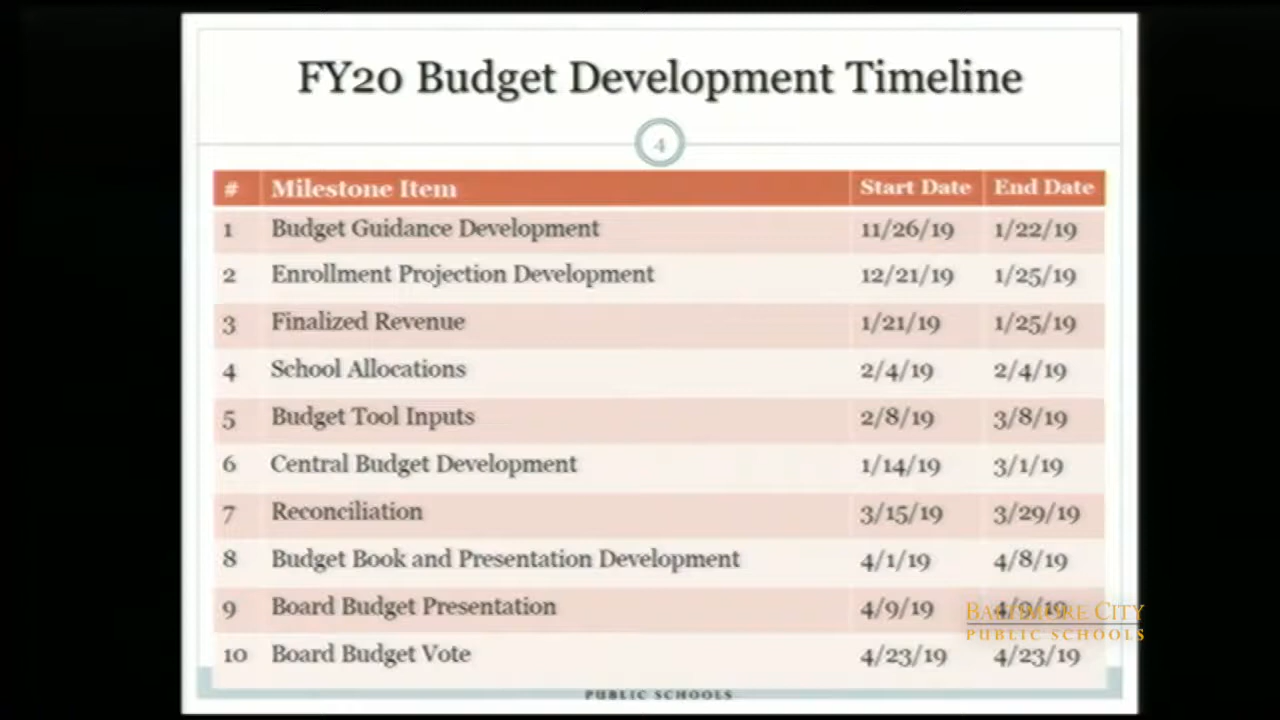 FY20 Budget Development Timeline
4
# Milestone Item Start Date End Date
1 Budget Guidance Development 11/26/19 1/22/19
2 Enrollment Projection Development 12/21/19 1/25/19
3 Finalized Revenue 1/21/19 1/25/19
4 School Allocations 2/4/19 2/4/19
5 Budget Tool Inputs 2/8/19 3/8/19
6 Central Budget Development 1/14/19 3/1/19
7 Reconciliation 3/15/19 3/29/19
8 Budget Book and Presentation Development 4/1/19 4/8/19
9 Board Budget Presentation 4/9/19 4/9/19
BALTIMORE CITY
PUBLIC SCHOOLS
10 Board Budget Vote 4/23/19 4/23/19
PUBLIC SCHOOLS